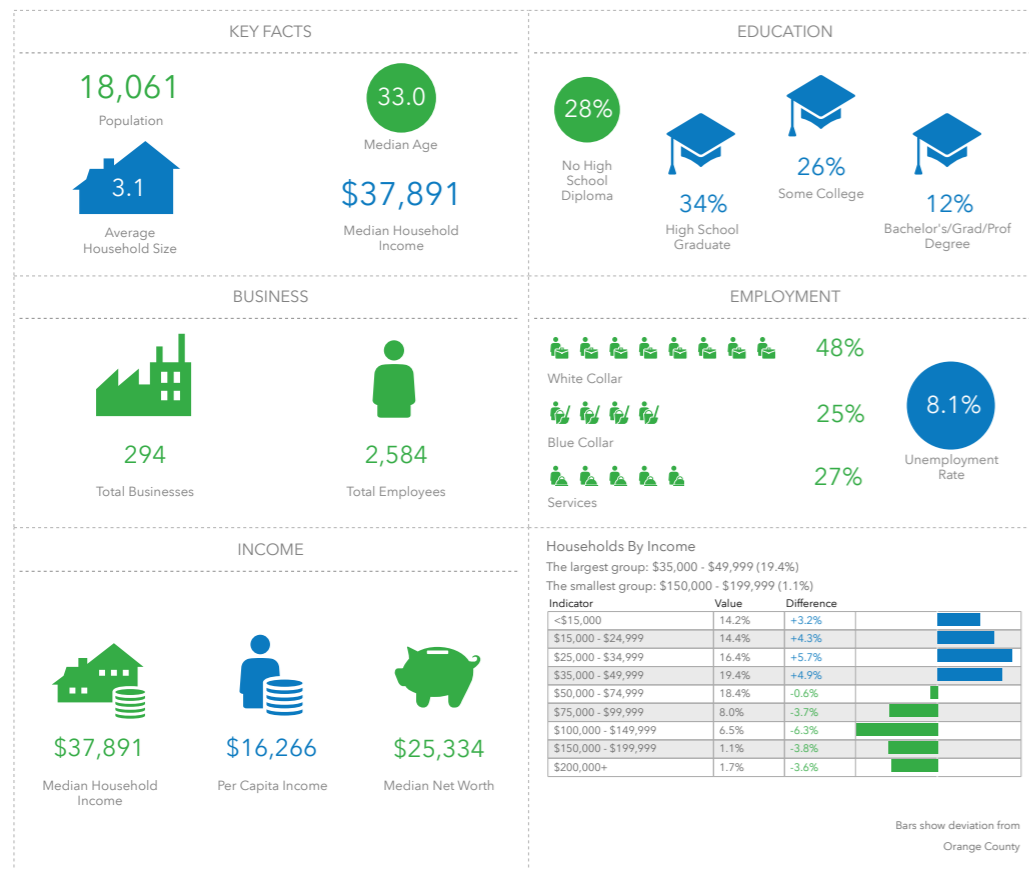 KEY FACTS
18,061
Population
33.0
Median Age
3.1
Average
Household Size
$37,891
Median Household
Income
EDUCATION
28%
No High
School
Diploma
34%
High School
Graduate
26%
Some College
12%
Bachelor's/Grad/Prof
Degree
BUSINESS
294
Total Businesses
2,584
Total Employees
EMPLOYMENT
48%
White Collar
25%
Blue Collar
27%
Services
8.1%
Unemployment
Rate
INCOME
$37,891
Median Household
Income
$16,266
Per Capita Income
$25,334
Median Net Worth
Households By Income
The largest group: $35,000 - $49,999 (19.4%)
The smallest group: $150,000 - $199,999 (1.1%)
Indicator Value Difference
<$15,000 14.2% +3.2%
$15,000 - $24,999 14.4% +4.3%
$25,000 - $34,999 16.4% +5.7%
$35,000 - $49,999 19.4% +4.9%
$50,000 - $74,999 18.4% -0.6%
$75,000 - $99,999 8.0% -3.7%
$100,000 - $149,999 6.5% -6.3%
$150,000 - $199,999 1.1% -3.8%
$200,000+ 1.7% -3.6%
Bars show deviation from
Orange County